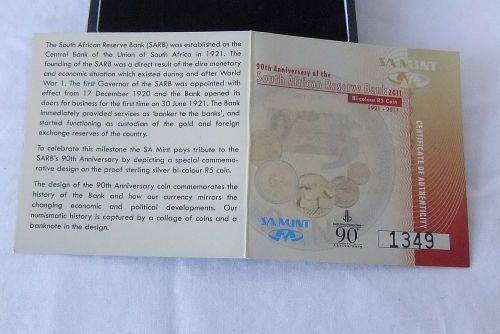 The South African Reserve Bank (SARB) was established as the
Central Bank of the Union of South Africa in 1921. The
founding of the SARB was a direct result of the dire monetary
and economic situation which existed during and after World
War 1. The first Governor of the SARB was appointed with
effect from 17 December 1920 and the Bank opened its
doors for business for the first time on 30 June 1921. The Bank
immediately provided services as 'banker to the banks', and
started functioning as custodian of the gold and foreign
exchange reserves of the country.
To celebrate this milestone the SA Mint pays tribute to the
SARB's 90th Anniversary by depicting a special commemo-
rative design on the proof sterling silver bi-colour R5 coin.
The design of the 90th Anniversary coin commemorates the
history of the Bank and how our currency mirrors the
changing economic and political developments. Our
numismatic history is captured by a collage of coins and a
banknote in the design.
SA MINT
90th Anniversary of the
South African Reserve Bank 2011
Bi-colour R5 Coin
1921 - 2011
CERTIFICATE OF AUTHENTICITY
SA MINT
90
1349